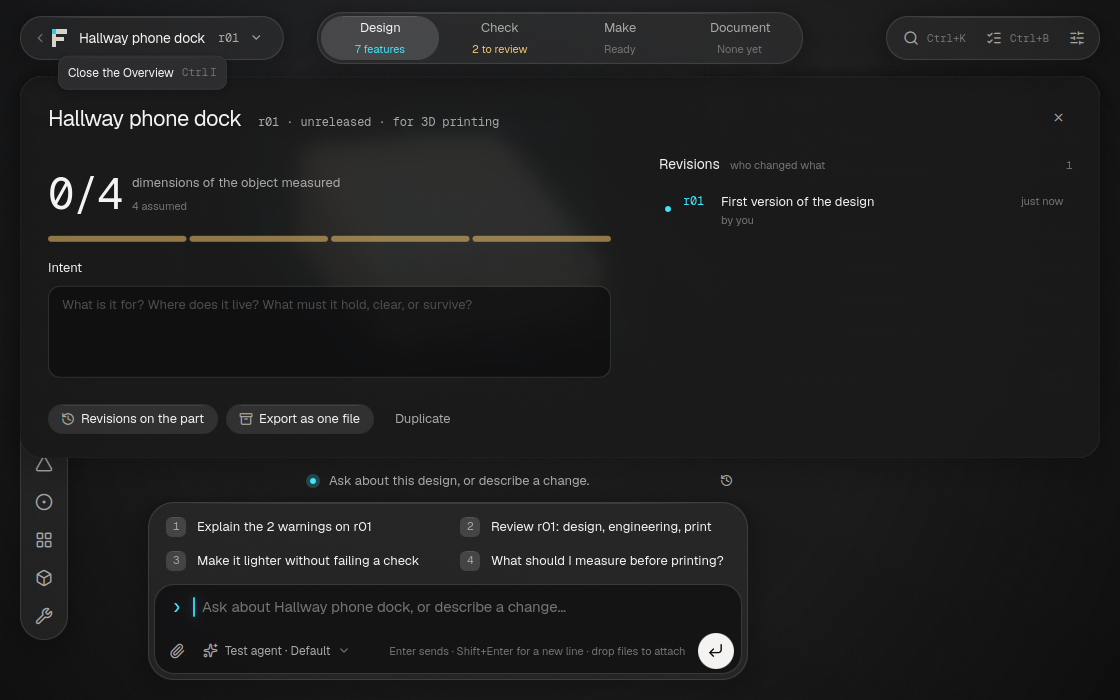 Hallway phone dock r01
Design
7 features
Check
2 to review
Make
Ready
Document
None yet
Ctrl+K
Ctrl+B
Close the Overview Ctrl I
Hallway phone dock r01 · unreleased · for 3D printing
0/4 dimensions of the object measured
4 assumed
Intent
What is it for? Where does it live? What must it hold, clear, or survive?
Revisions on the part
Export as one file
Duplicate
Revisions who changed what 1
r01 First version of the design just now
by you
Ask about this design, or describe a change.
1 Explain the 2 warnings on r01
2 Review r01: design, engineering, print
3 Make it lighter without failing a check
4 What should I measure before printing?
Ask about Hallway phone dock, or describe a change…
Test agent · Default
Enter sends · Shift+Enter for a new line · drop files to attach